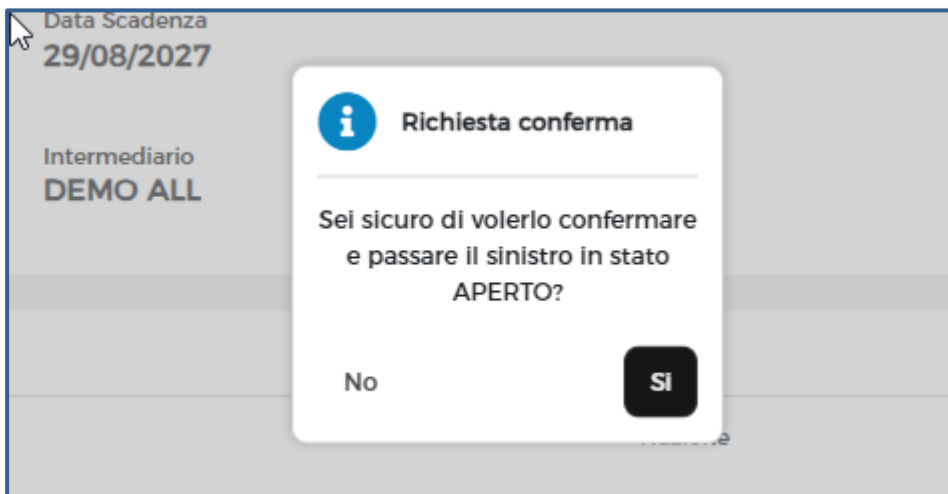 Data Scadenza
29/08/2027
Intermediario
DEMO ALL
Richiesta conferma
Sei sicuro di volerlo confermare
e passare il sinistro in stato
APERTO?
No
Si